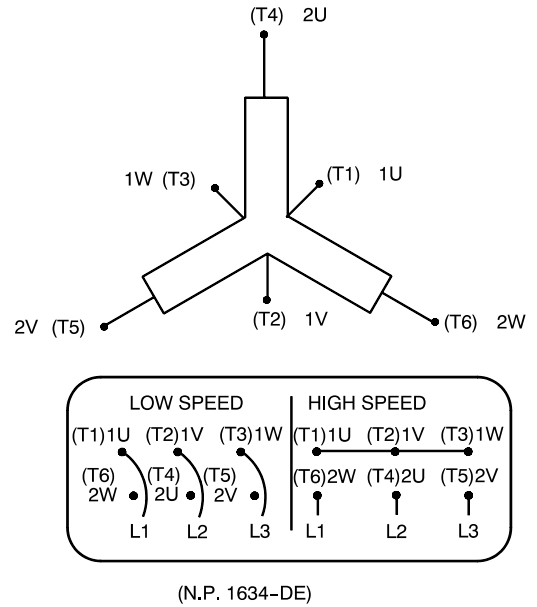 (T4) 2U
1W (T3)
(T1) 1U
2V (T5)
(T2) 1V
(T6) 2W
LOW SPEED
HIGH SPEED
(T1)1U (T2)1V (T3)1W
(T1)1U (T2)1V (T3)1W
(T6) (T4) (T5)
2W 2U 2V
(T6)2W (T4)2U (T5)2V
L1 L2 L3
L1 L2 L3
(N.P. 1634-DE)